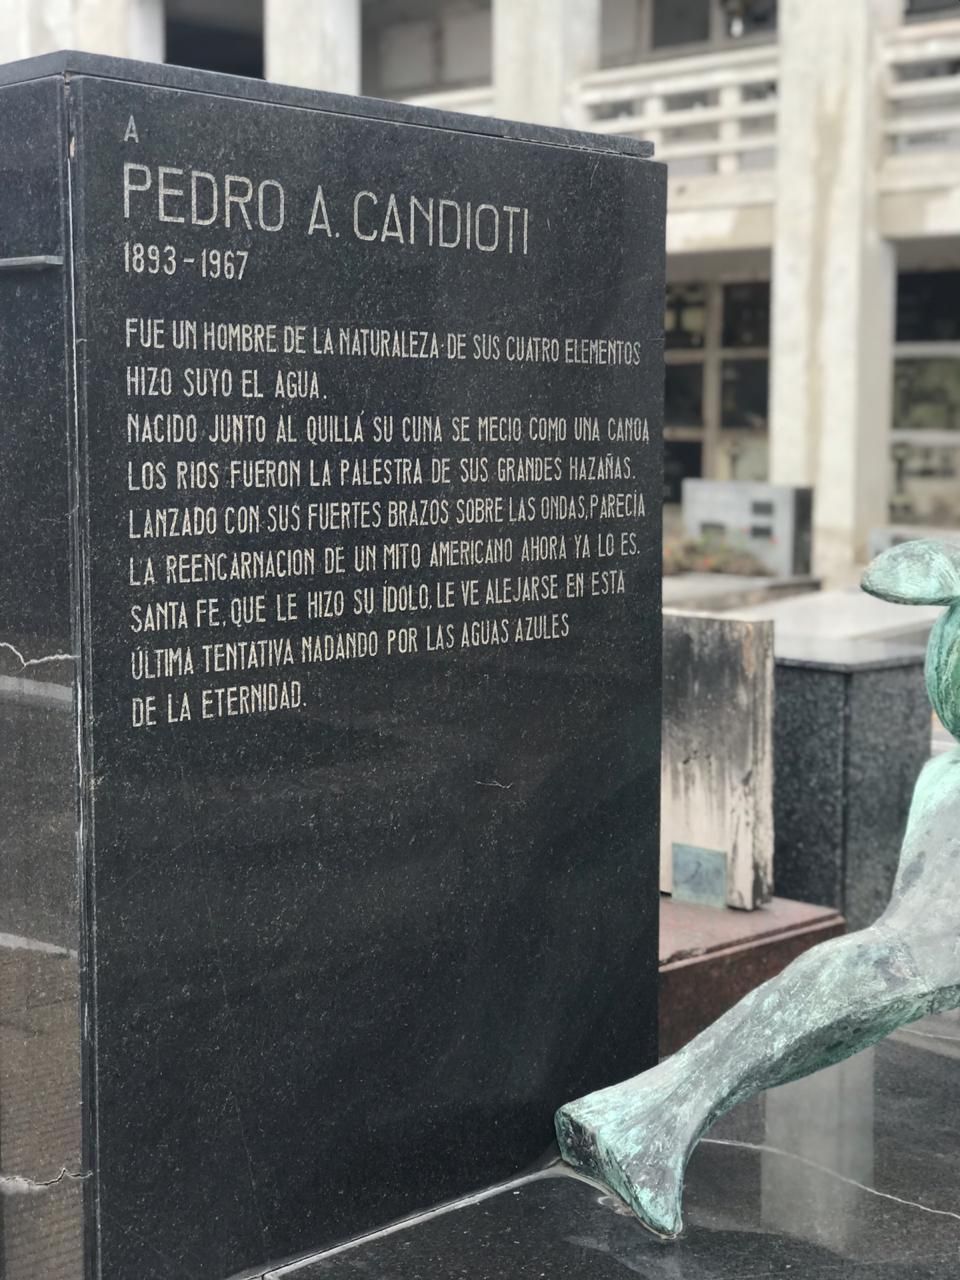 A
PEDRO A. CANDIOTI
1893-1967
FUE UN HOMBRE DE LA NATURALEZA. DE SUS CUATRO ELEMENTOS
HIZO SUYO EL AGUA.
NACIDO JUNTO AL QUILLÁ SU CUNA SE MECIO COMO UNA CANOA
LOS RIOS FUERON LA PALESTRA DE SUS GRANDES HAZAÑAS.
LANZADO CON SUS FUERTES BRAZOS SOBRE LAS ONDAS, PARECIA
LA REENCARNACION DE UN MITO AMERICANO AHORA YA LO ES.
SANTA FE, QUE LE HIZO SU ÍDOLO, LE VE ALEJARSE EN ESTA
ÚLTIMA TENTATIVA NADANDO POR LAS AGUAS AZULES
DE LA ETERNIDAD.